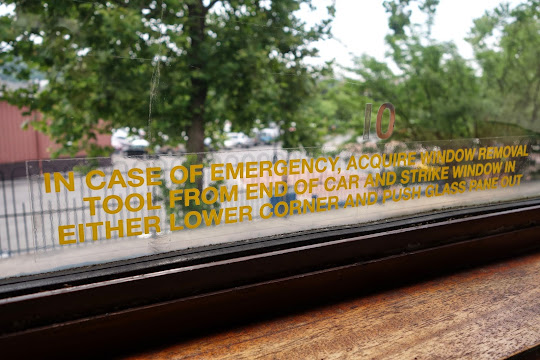 10
IN CASE OF EMERGENCY, ACQUIRE WINDOW REMOVAL
TOOL FROM END OF CAR AND STRIKE WINDOW IN
EITHER LOWER CORNER AND PUSH GLASS PANE OUT